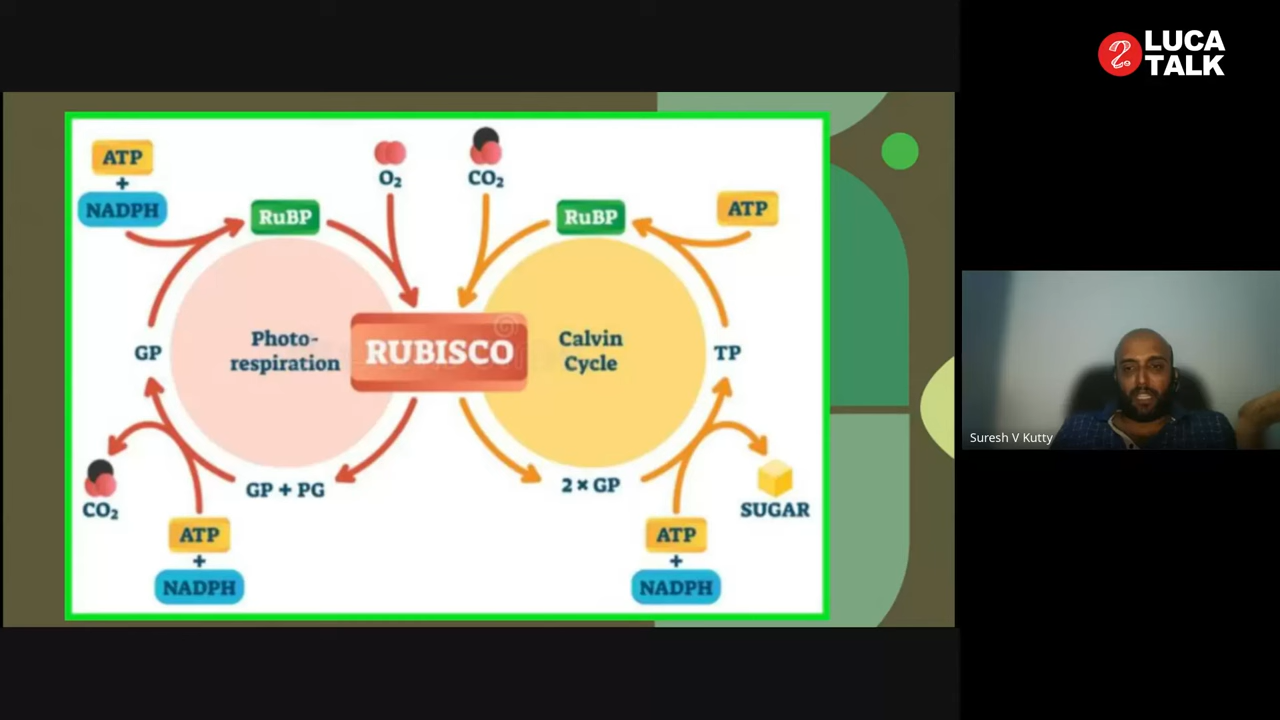 LUCA
TALK
ATP
+
NADPH
O₂
CO₂
RuBP
RuBP
ATP
Photo-
respiration
RUBISCO
Calvin
Cycle
GP
TP
CO₂
GP + PG
2 × GP
SUGAR
ATP
+
NADPH
ATP
+
NADPH
Suresh V Kutty